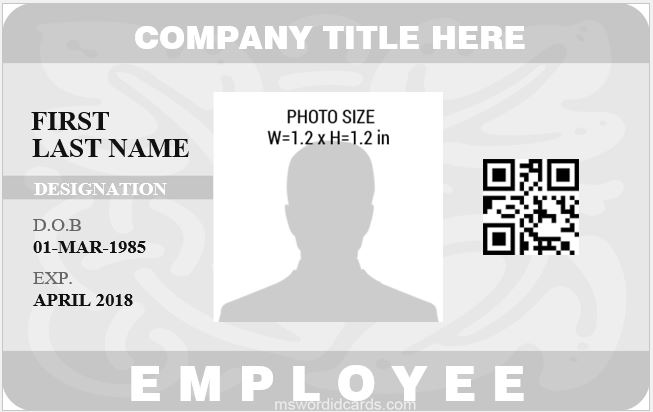 COMPANY TITLE HERE
FIRST
LAST NAME
DESIGNATION
D.O.B
01-MAR-1985
EXP.
APRIL 2018
PHOTO SIZE
W=1.2 x H=1.2 in
EMPLOYEE
mswordidcards.com